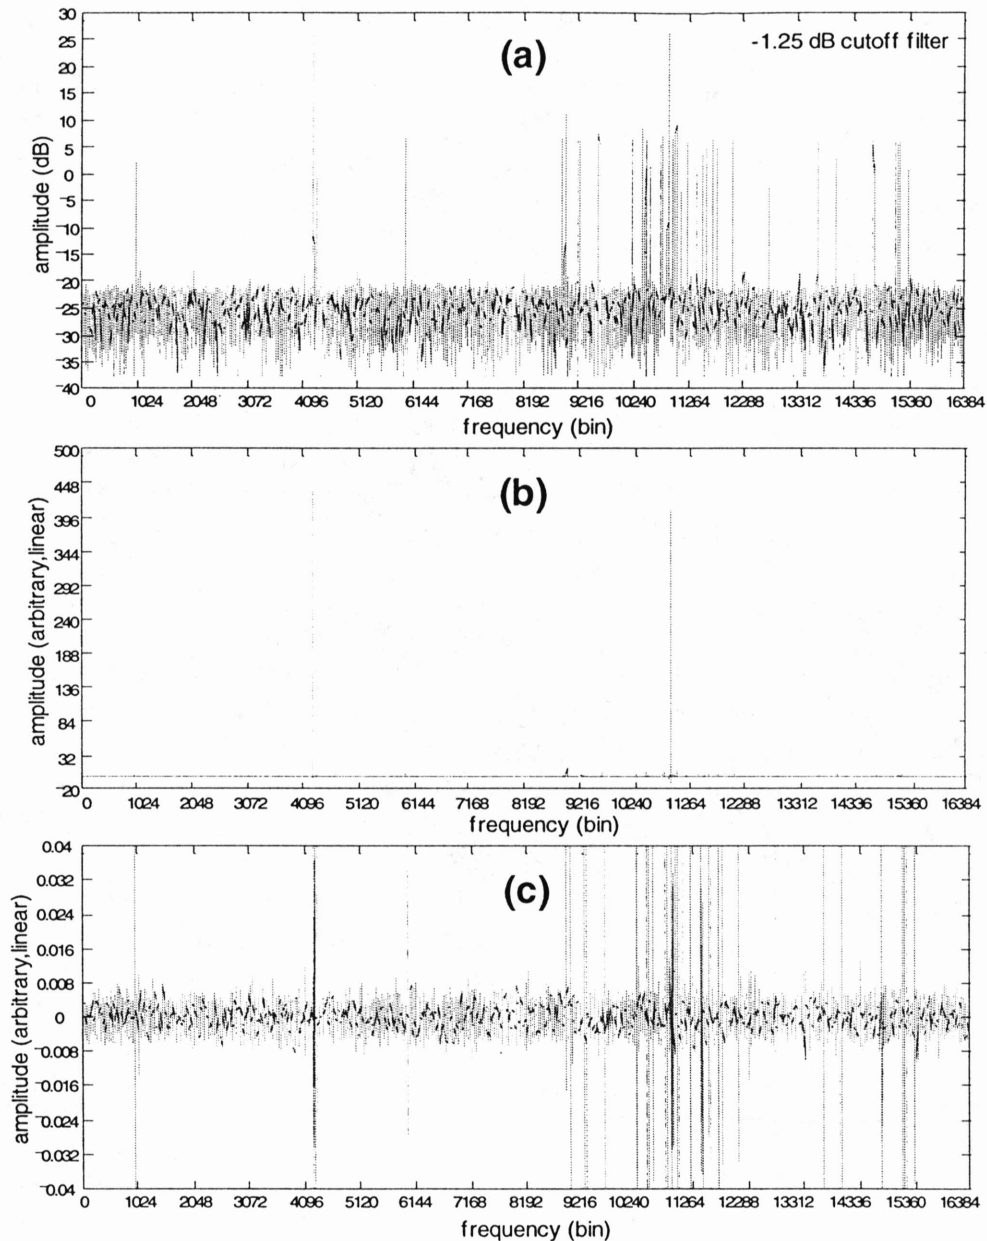 (a)
-1.25 dB cutoff filter
amplitude (dB)
30
25
20
15
10
5
0
-5
-10
15
-20
-25
-30
-35
-40
0 1024 2048 3072 4096 5120 6144 7168 8192 9216 10240 11264 12288 13312 14336 15360 16384
frequency (bin)
(b)
amplitude (arbitrary,linear)
500
448
396
344
292
240
188
136
84
32
-20
0 1024 2048 3072 4096 5120 6144 7168 8192 9216 10240 11264 12288 13312 14336 15360 16384
frequency (bin)
(c)
amplitude (arbitrary,linear)
0.04
0.032
0.024
0.016
0.008
0
-0.008
-0.016
-0.024
-0.032
-0.04
0 1024 2048 3072 4096 5120 6144 7168 8192 9216 10240 11264 12288 13312 14336 15360 16384
frequency (bin)